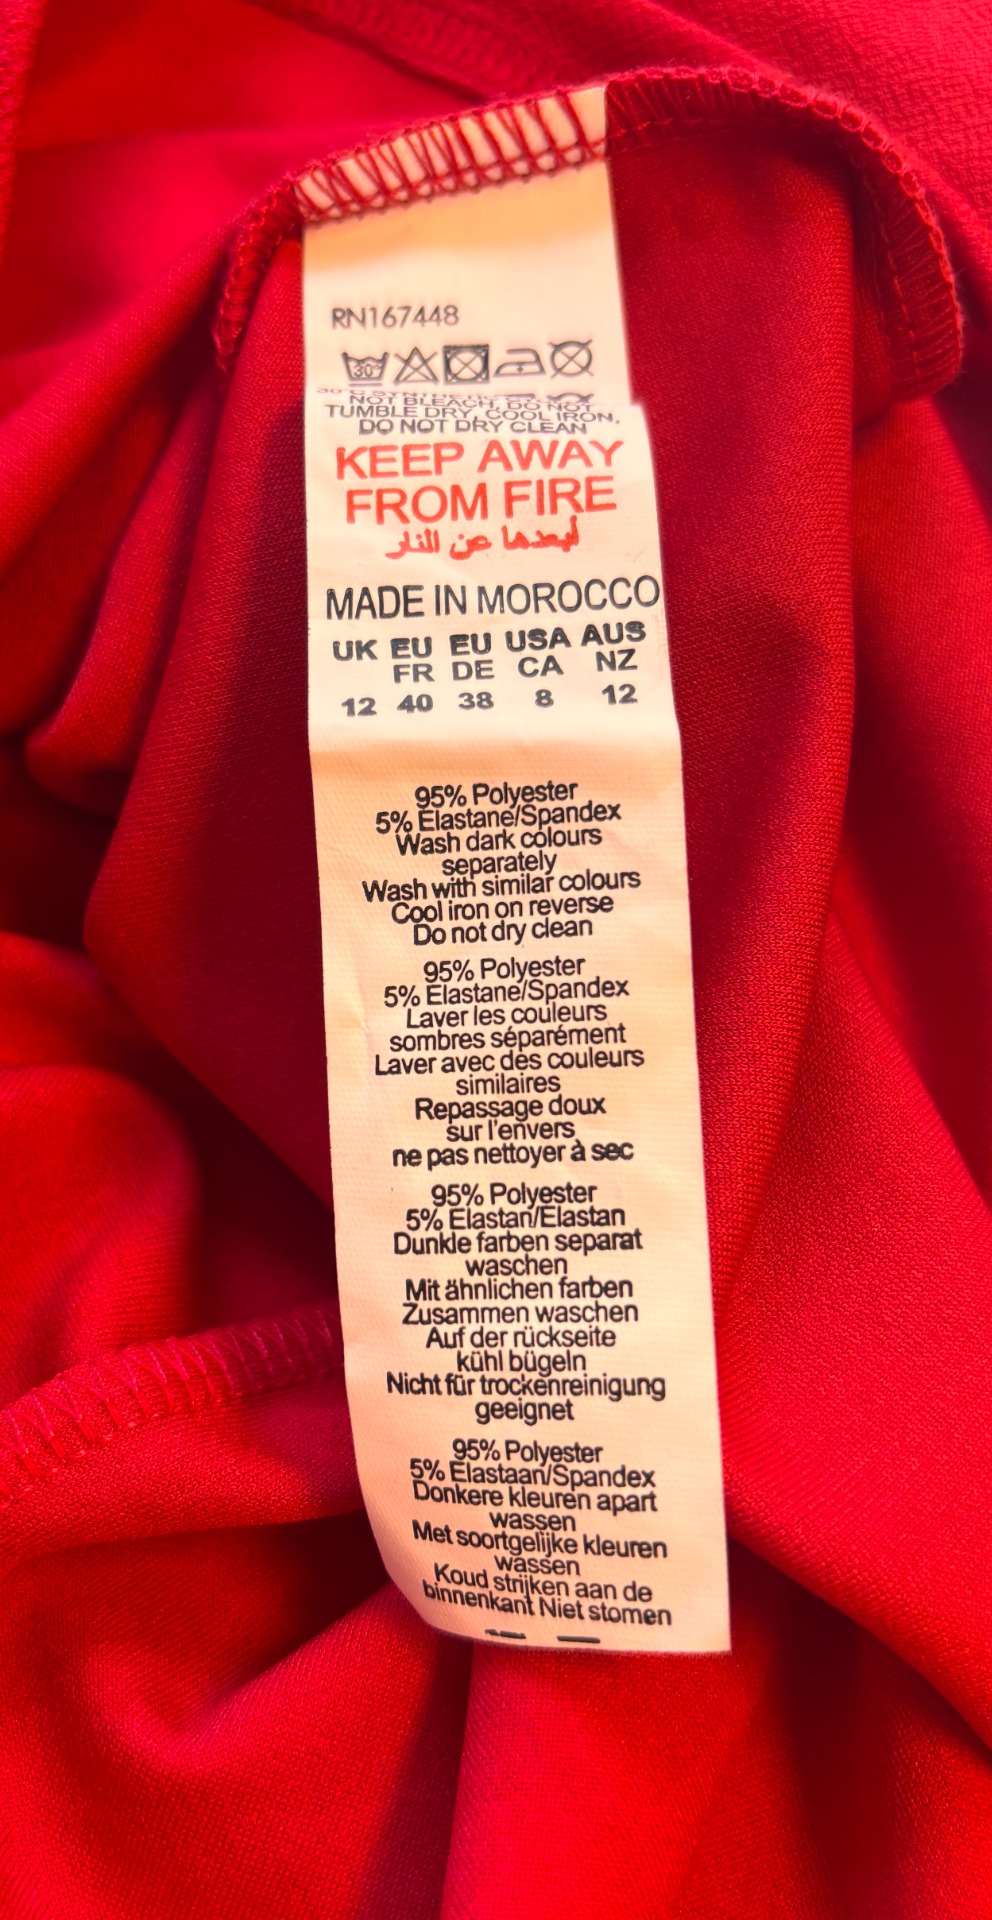 RN167448
30
NOT BLEACH, DO NOT
TUMBLE DRY, COOL IRON,
DO NOT DRY CLEAN
KEEP AWAY
FROM FIRE
أبعدها عن النار
MADE IN MOROCCO
UK EU EU USA AUS
FR DE CA NZ
12 40 38 8 12
95% Polyester
5% Elastane/Spandex
Wash dark colours
separately
Wash with similar colours
Cool iron on reverse
Do not dry clean
95% Polyester
5% Elastane/Spandex
Laver les couleurs
sombres séparément
Laver avec des couleurs
similaires
Repassage doux
sur l'envers
ne pas nettoyer à sec
95% Polyester
5% Elastan/Elastan
Dunkle farben separat
waschen
Mit ähnlichen farben
Zusammen waschen
Auf der rückseite
kühl bügeln
Nicht für trockenreinigung
geeignet
95% Polyester
5% Elastaan/Spandex
Donkere kleuren apart
wassen
Met soortgelijke kleuren
wassen
Koud strijken aan de
binnenkant Niet stomen